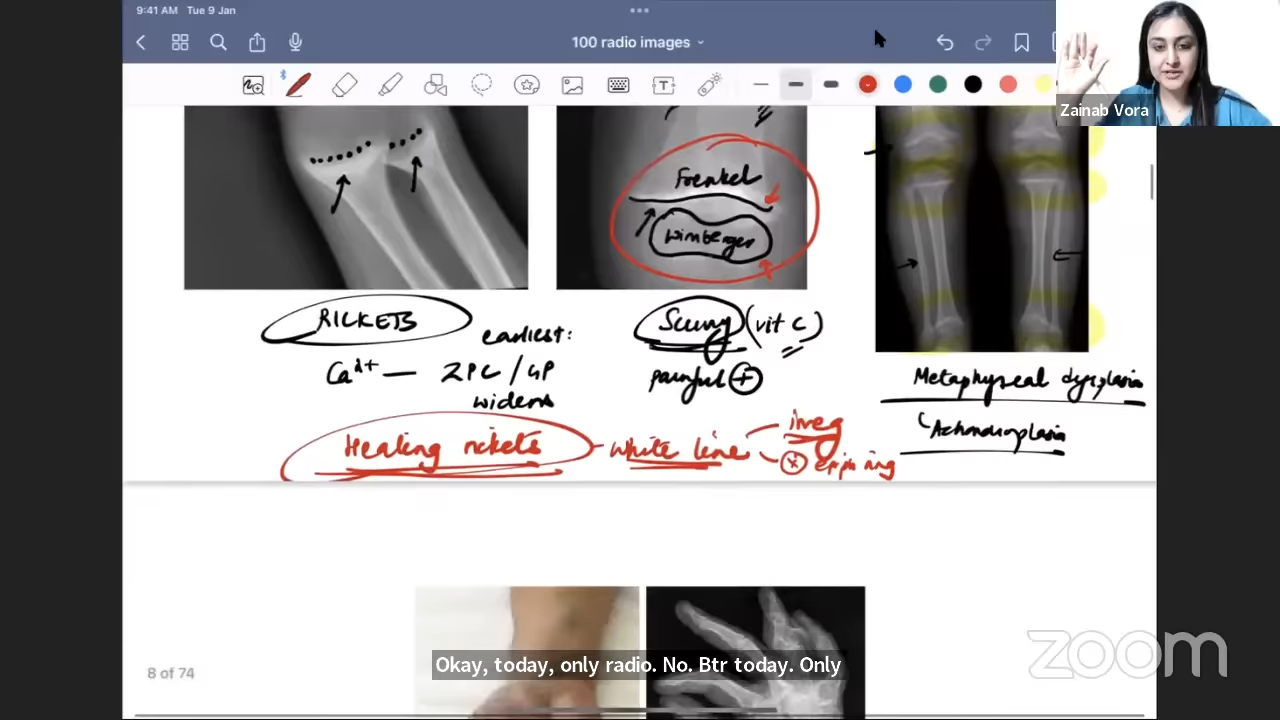 9:41 AM Tue 9 Jan
100 radio images
Zainab Vora
Frenkel
Wimberger
RICKETS
earliest:
Ca2+ — ZPC / GP
widens
Scurvy (vit C)
painful +
Metaphyseal dysplasia
Achondroplasia
Healing rickets - white line
irreg
epiph ring
8 of 74
Okay, today, only radio. No. Btr today. Only
zoom